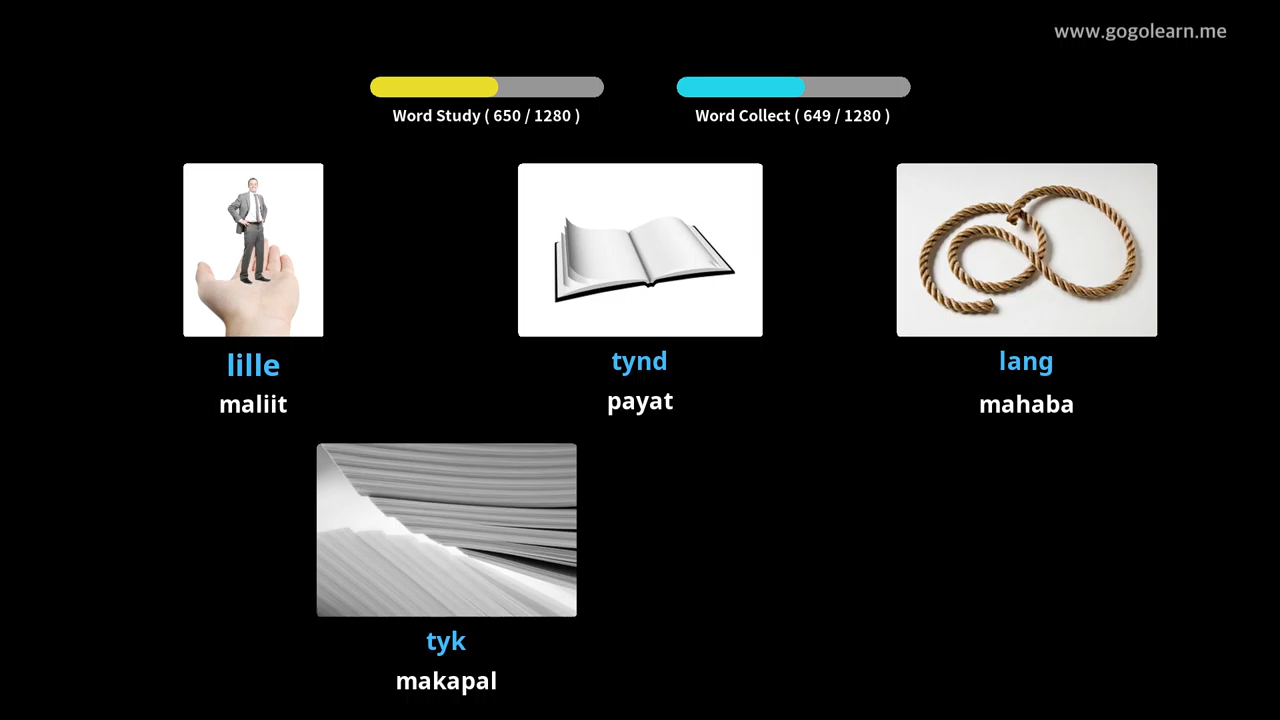 www.gogolearn.me
Word Study ( 650 / 1280 )
Word Collect ( 649 / 1280 )
lille
maliit
tynd
payat
lang
mahaba
tyk
makapal